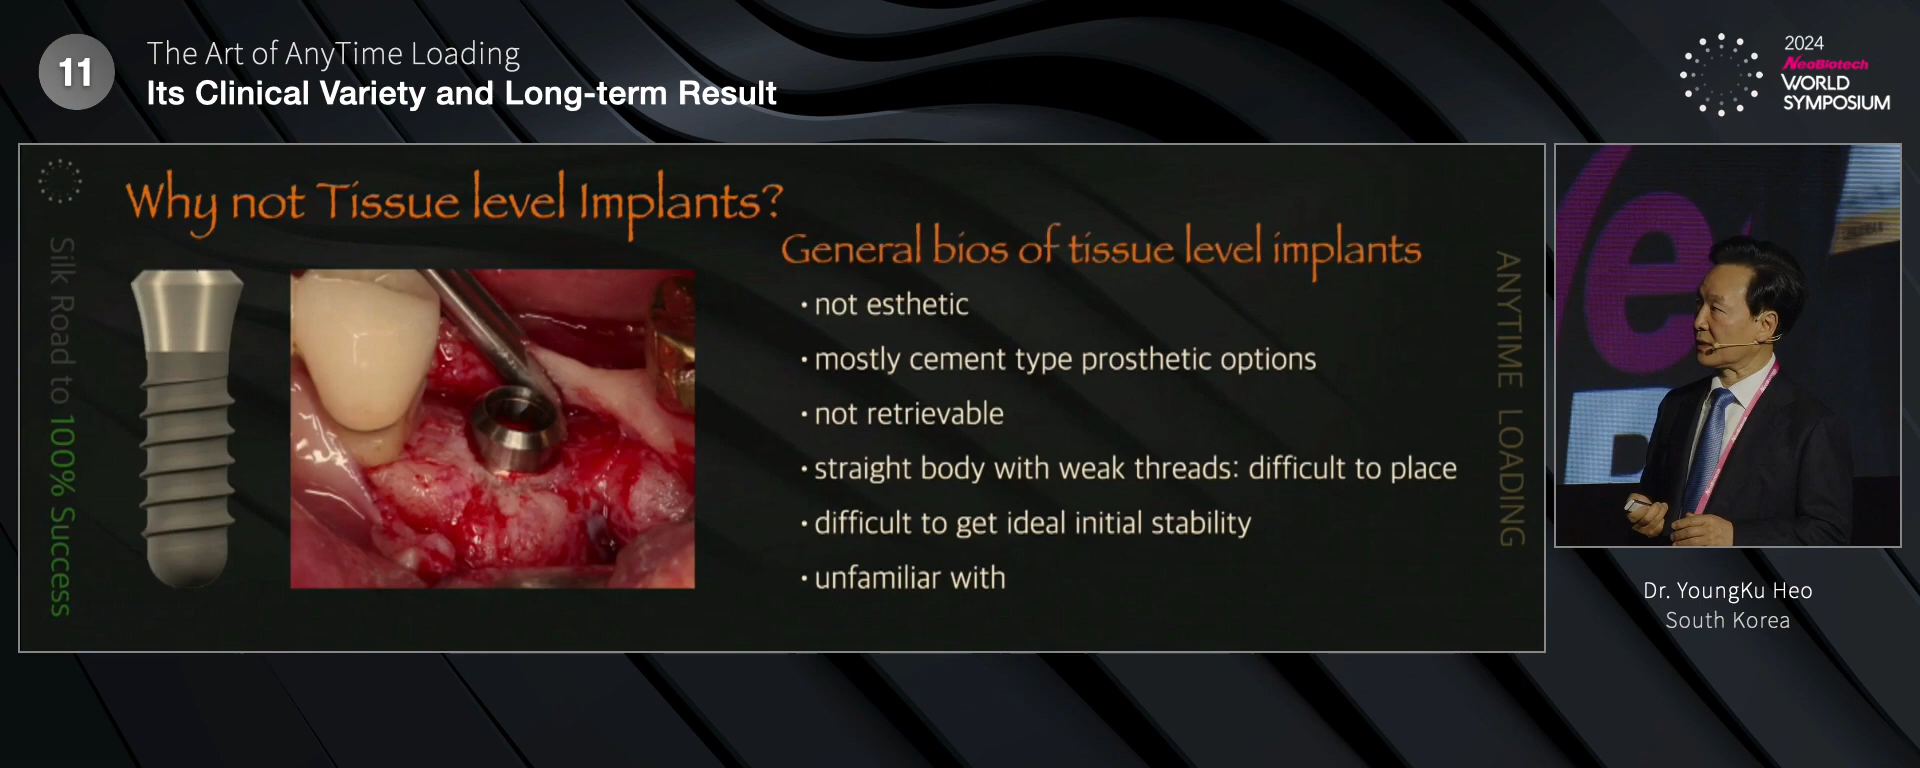 11
The Art of AnyTime Loading
Its Clinical Variety and Long-term Result
2024
NeoBiotech
WORLD
SYMPOSIUM
Silk Road to 100% Success
Why not Tissue level Implants?
General bios of tissue level implants
• not esthetic
• mostly cement type prosthetic options
• not retrievable
• straight body with weak threads: difficult to place
• difficult to get ideal initial stability
• unfamiliar with
ANYTIME LOADING
Dr. YoungKu Heo
South Korea